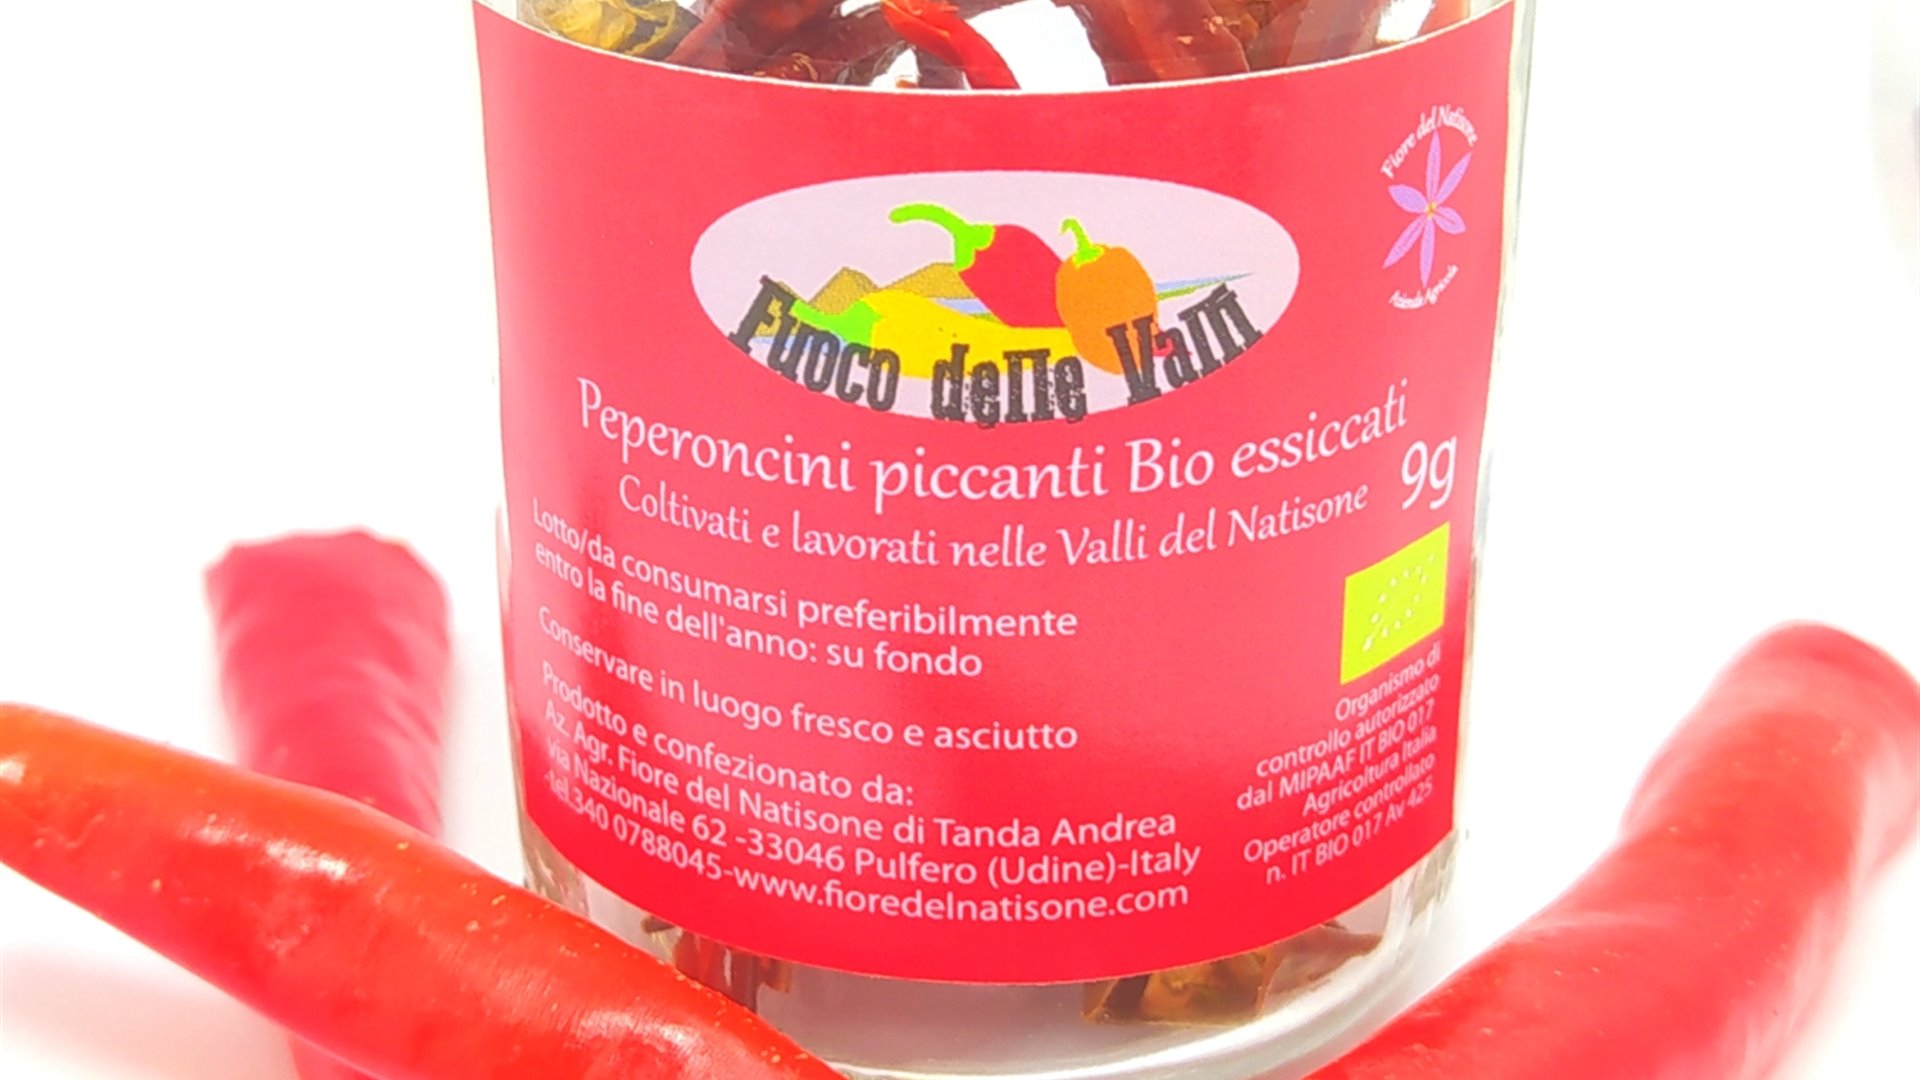 Fiore del Natisone
Azienda Agricola
Fuoco delle Valli
Peperoncini piccanti Bio essiccati
9g
Coltivati e lavorati nelle Valli del Natisone
Lotto/da consumarsi preferibilmente
entro la fine dell'anno: su fondo
Conservare in luogo fresco e asciutto
Prodotto e confezionato da:
Az. Agr. Fiore del Natisone di Tanda Andrea
via Nazionale 62 -33046 Pulfero (Udine)-Italy
tel.340 0788045-www.fioredelnatisone.com
Organismo di
controllo autorizzato
dal MIPAAF IT BIO 017
Agricoltura Italia
Operatore controllato
n. IT BIO 017 Av 425